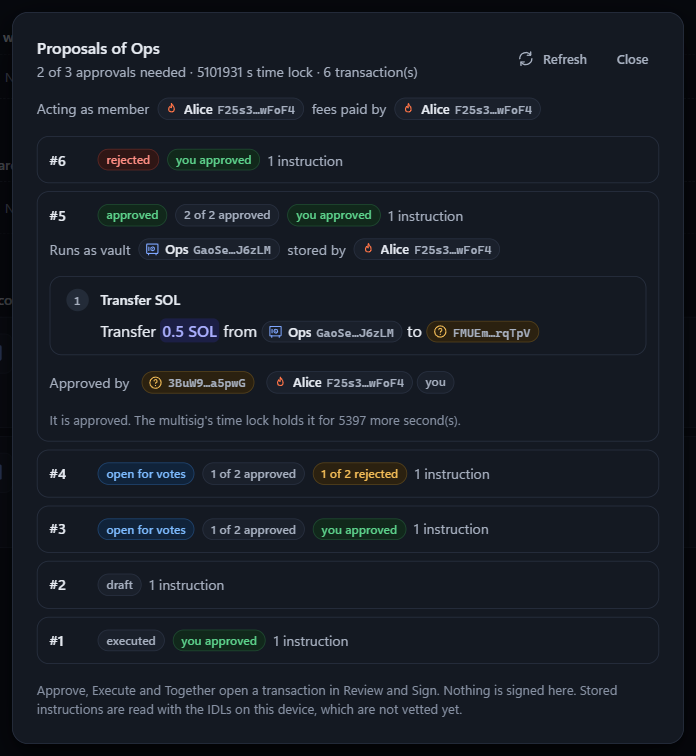 Proposals of Ops
2 of 3 approvals needed · 5101931 s time lock · 6 transaction(s)
Refresh
Close
Acting as member Alice F25s3…wFoF4 fees paid by Alice F25s3…wFoF4
#6 rejected you approved 1 instruction
#5 approved 2 of 2 approved you approved 1 instruction
Runs as vault Ops GaoSe…J6zLM stored by Alice F25s3…wFoF4
1 Transfer SOL
Transfer 0.5 SOL from Ops GaoSe…J6zLM to FMUEm…rqTpV
Approved by 3BuW9…a5pwG Alice F25s3…wFoF4 you
It is approved. The multisig's time lock holds it for 5397 more second(s).
#4 open for votes 1 of 2 approved 1 of 2 rejected 1 instruction
#3 open for votes 1 of 2 approved you approved 1 instruction
#2 draft 1 instruction
#1 executed you approved 1 instruction
Approve, Execute and Together open a transaction in Review and Sign. Nothing is signed here. Stored
instructions are read with the IDLs on this device, which are not vetted yet.